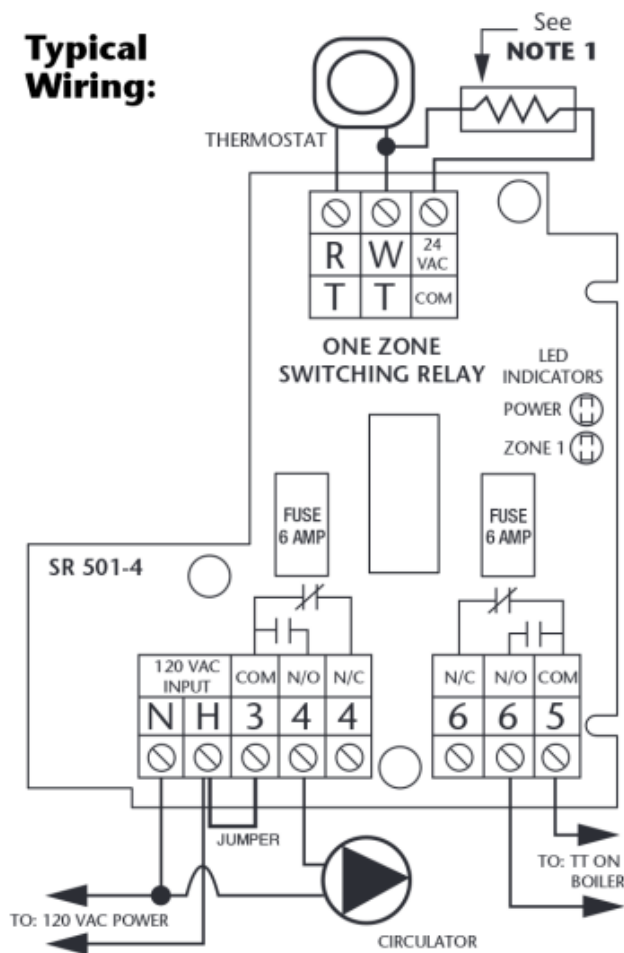 Typical
Wiring:
See
NOTE 1
THERMOSTAT
R W 24 VAC
T T COM
ONE ZONE
SWITCHING RELAY
LED
INDICATORS
POWER
ZONE 1
FUSE
6 AMP
FUSE
6 AMP
SR 501-4
120 VAC
INPUT
COM N/O N/C
N H 3 4 4
N/C N/O COM
6 6 5
JUMPER
TO: TT ON
BOILER
TO: 120 VAC POWER
CIRCULATOR